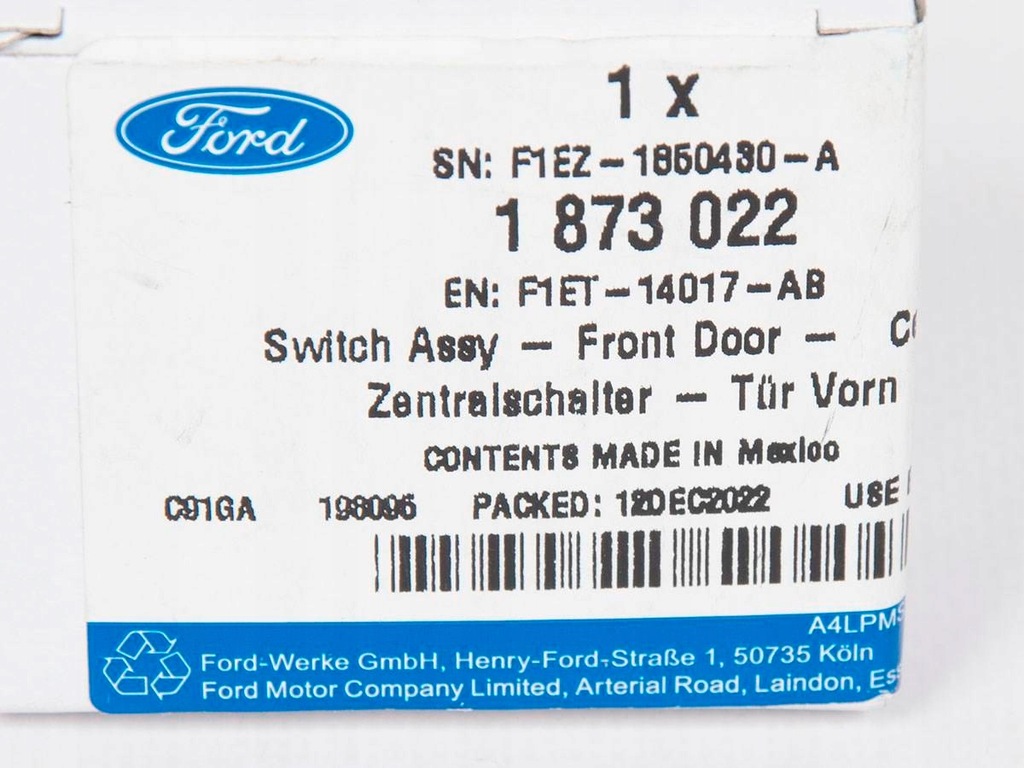 Ford
1 x
SN: F1EZ-1850430-A
1 873 022
EN: F1ET-14017-AB
Switch Assy - Front Door -
Zentralschalter - Tür Vorn
CONTENTS MADE IN Mexico
C91GA 198095 PACKED: 12DEC2022 USE
A4LPMS
Ford-Werke GmbH, Henry-Ford-Straße 1, 50735 Köln
Ford Motor Company Limited, Arterial Road, Laindon,